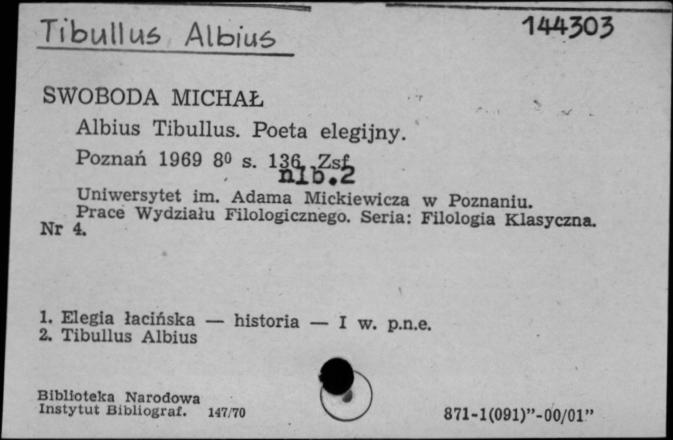 Tibullus Albius
144303
SWOBODA MICHAŁ
Albius Tibullus. Poeta elegijny.
Poznań 1969 8⁰ s. 136, Zsf
nlb.2
Uniwersytet im. Adama Mickiewicza w Poznaniu.
Prace Wydziału Filologicznego. Seria: Filologia Klasyczna.
Nr 4.
1. Elegia łacińska — historia — I w. p.n.e.
2. Tibullus Albius
Biblioteka Narodowa
Instytut Bibliograf. 147/70
871-1(091)"-00/01"